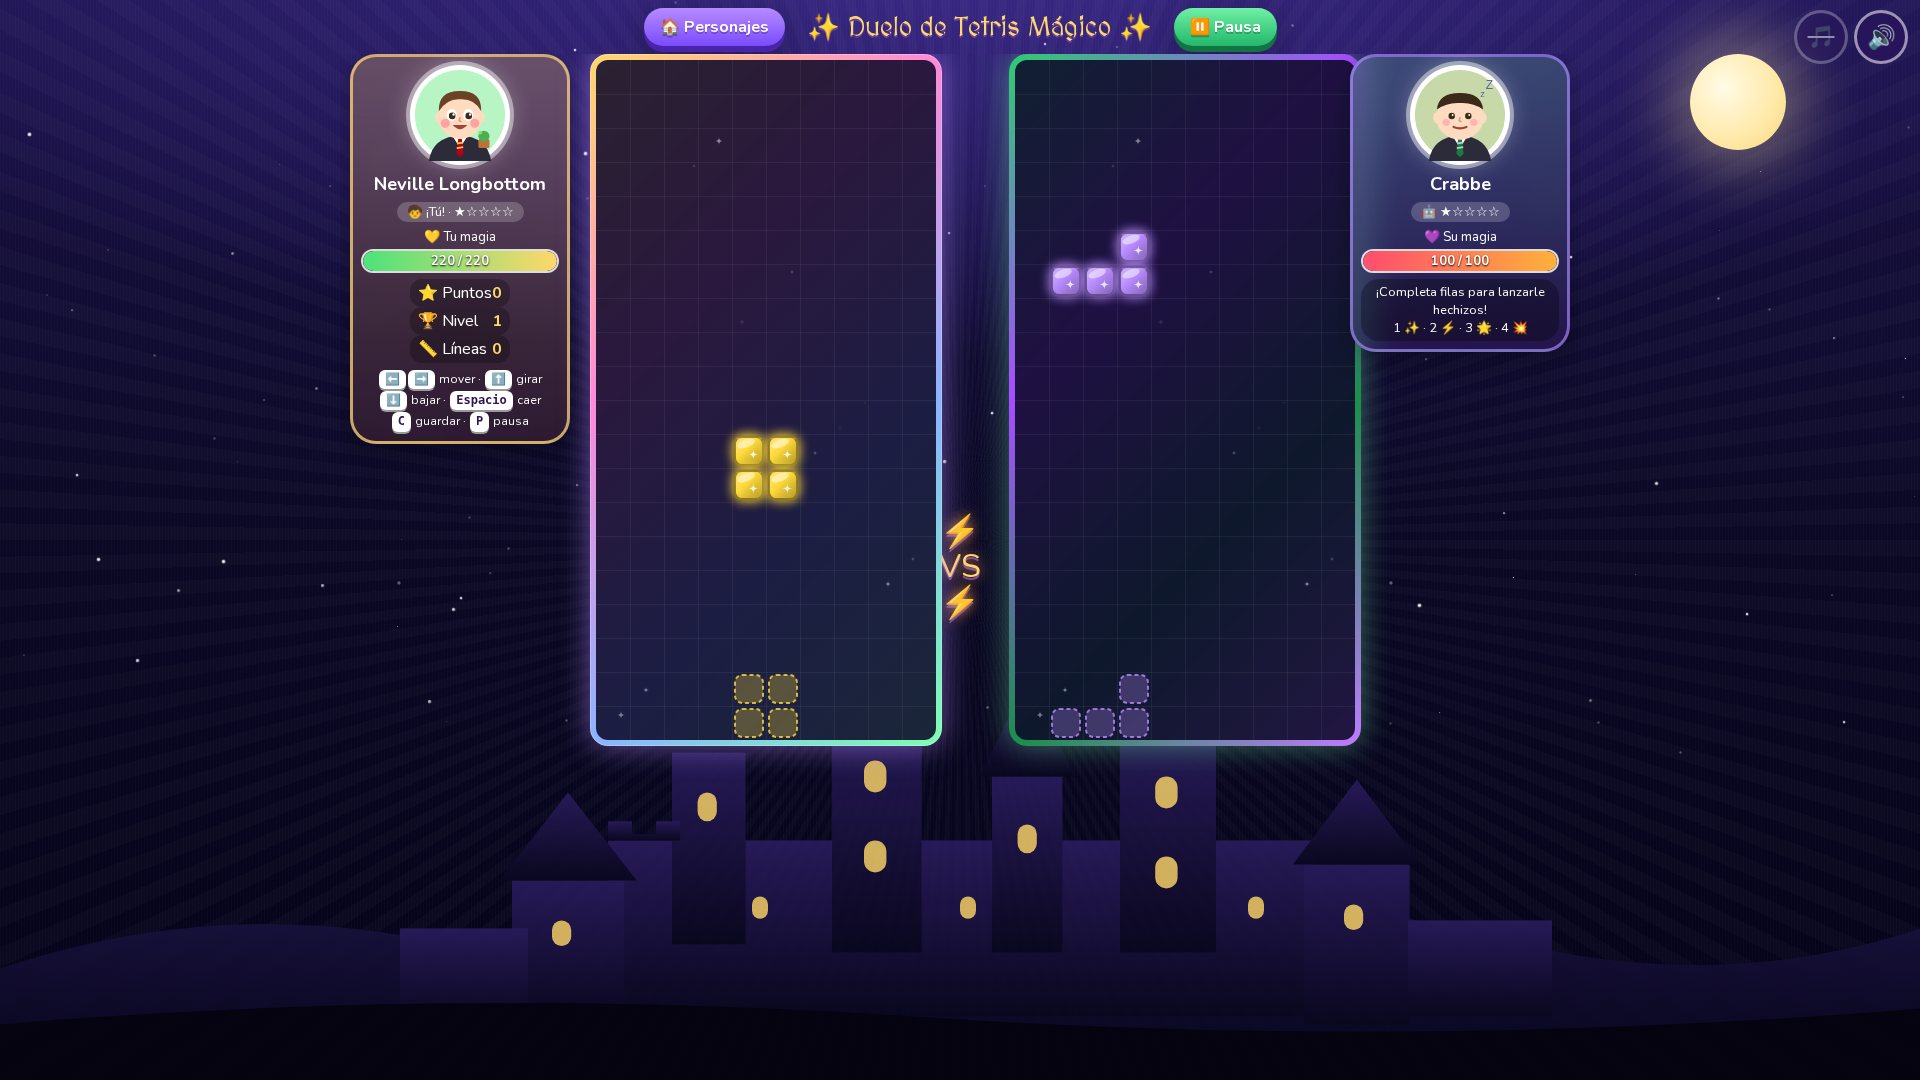 🏠 Personajes
✨ Duelo de Tetris Mágico ✨
⏸️ Pausa
Neville Longbottom
🧒 ¡Tú! · ★☆☆☆☆
💛 Tu magia
220 / 220
⭐ Puntos 0
🏆 Nivel 1
📏 Líneas 0
⬅️ ➡️ mover · ⬆️ girar
⬇️ bajar · Espacio caer
C guardar · P pausa
⚡
VS
⚡
z Z
Crabbe
🤖 ★☆☆☆☆
💜 Su magia
100 / 100
¡Completa filas para lanzarle
hechizos!
1 ✨ · 2 ⚡ · 3 🌟 · 4 💥